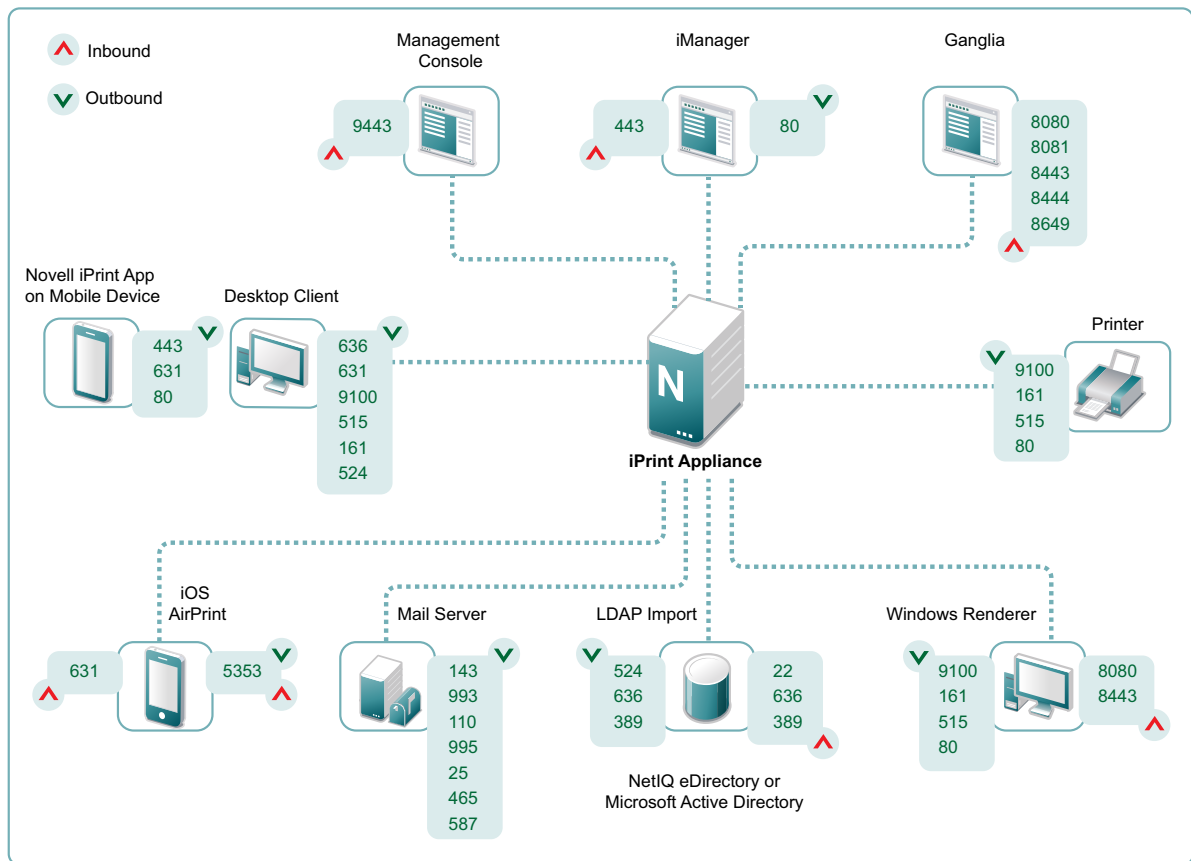 Inbound
Outbound
Management
Console
9443
iManager
443
80
Ganglia
8080
8081
8443
8444
8649
Novell iPrint App
on Mobile Device
443
631
80
Desktop Client
636
631
9100
515
161
524
N
iPrint Appliance
Printer
9100
161
515
80
iOS
AirPrint
631
5353
Mail Server
143
993
110
995
25
465
587
LDAP Import
524
636
389
22
636
389
NetIQ eDirectory or
Microsoft Active Directory
Windows Renderer
9100
161
515
80
8080
8443